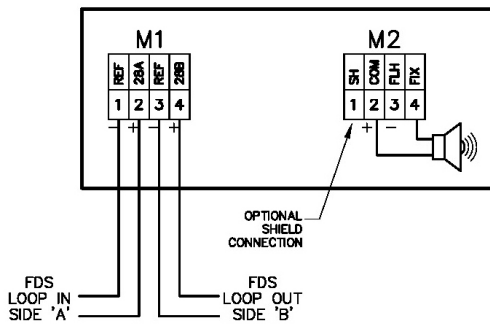 M1
M2
REF 28A REF 28B
SH COM FLH FIX
1 2 3 4
1 2 3 4
- + - +
+ -
OPTIONAL
SHIELD
CONNECTION
FDS
LOOP IN
SIDE 'A'
FDS
LOOP OUT
SIDE 'B'